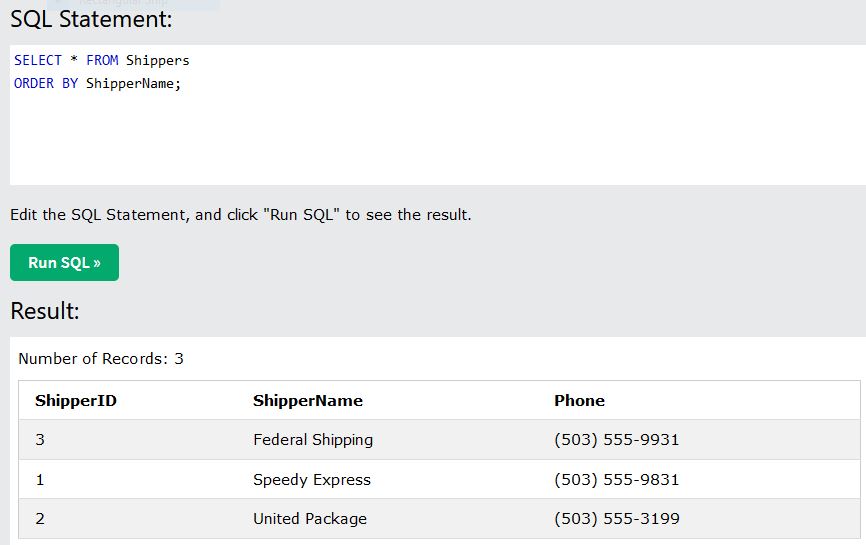 Rectangular Snip
SQL Statement:
SELECT * FROM Shippers
ORDER BY ShipperName;
Edit the SQL Statement, and click "Run SQL" to see the result.
Run SQL »
Result:
Number of Records: 3
ShipperID ShipperName Phone
3 Federal Shipping (503) 555-9931
1 Speedy Express (503) 555-9831
2 United Package (503) 555-3199